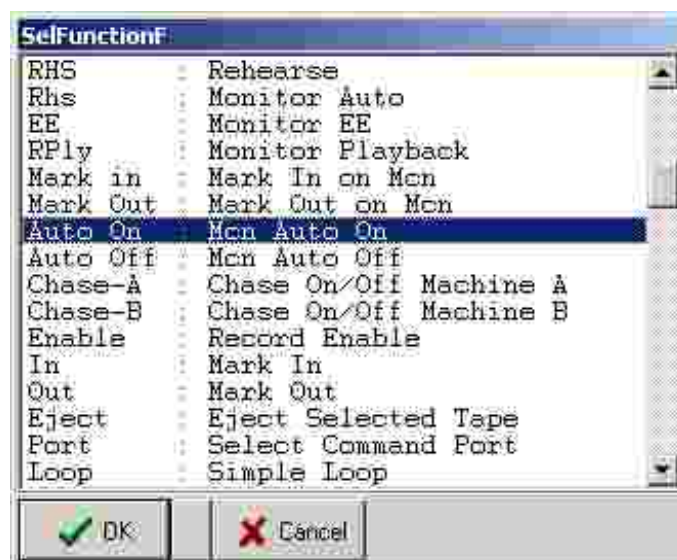 SelFunctionF
RHS : Rehearse
Rhs : Monitor Auto
EE : Monitor EE
RPly : Monitor Playback
Mark in : Mark In on Mcn
Mark Out : Mark Out on Mcn
Auto On : Mcn Auto On
Auto Off : Mcn Auto Off
Chase-A : Chase On/Off Machine A
Chase-B : Chase On/Off Machine B
Enable : Record Enable
In : Mark In
Out : Mark Out
Eject : Eject Selected Tape
Port : Select Command Port
Loop : Simple Loop
OK Cancel